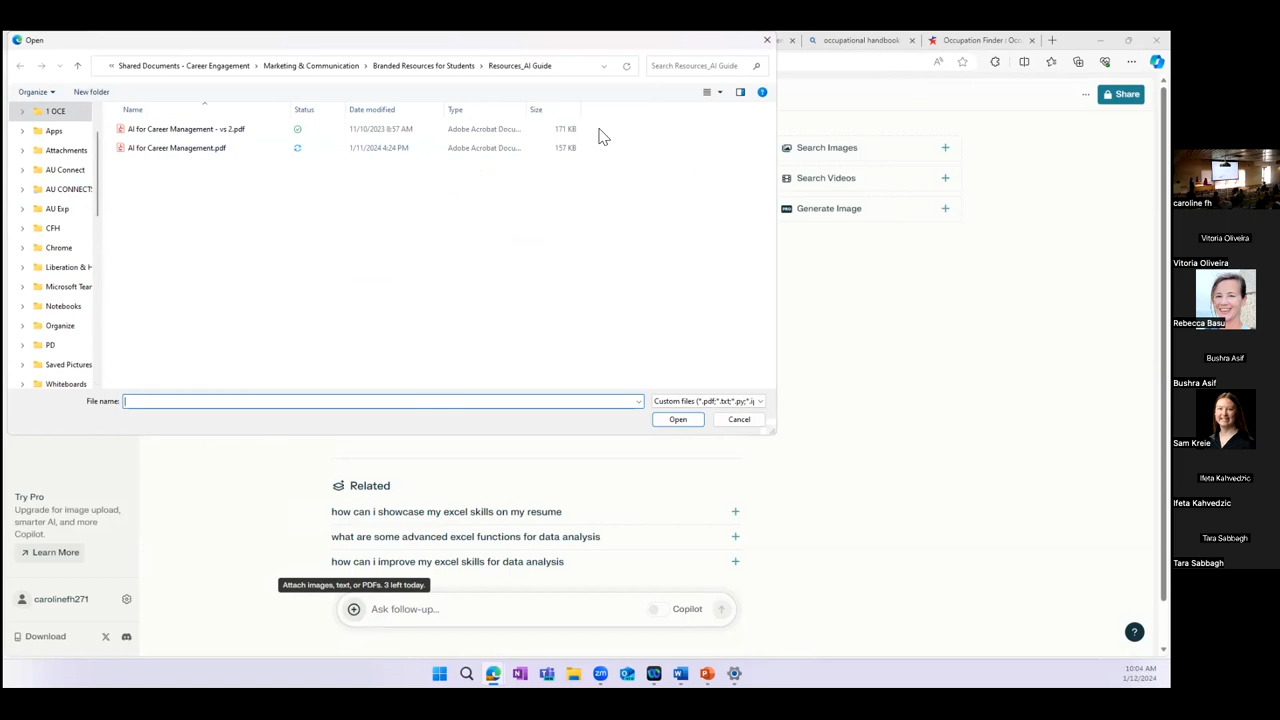 Open
occupational handbook
Occupation Finder : Occ
« Shared Documents - Career Engagement > Marketing & Communication > Branded Resources for Students > Resources_AI Guide
Search Resources_AI Guide
Organize
New folder
Share
Name
Status
Date modified
Type
Size
1 OCE
AI for Career Management - vs 2.pdf
11/10/2023 8:57 AM
Adobe Acrobat Docu...
171 KB
Apps
AI for Career Management.pdf
1/11/2024 4:24 PM
Adobe Acrobat Docu...
157 KB
Attachments
AU Connect
AU CONNECTS
AU Exp
CFH
Chrome
Liberation & H
Microsoft Tean
Notebooks
Organize
PD
Saved Pictures
Whiteboards
Search Images
Search Videos
PRO
Generate Image
File name:
Custom files (*.pdf;*.txt;*.py;*.ip
Open
Cancel
Related
how can i showcase my excel skills on my resume
what are some advanced excel functions for data analysis
how can i improve my excel skills for data analysis
Try Pro
Upgrade for image upload,
smarter AI, and more
Copilot.
Learn More
Attach images, text, or PDFs. 3 left today.
Ask follow-up...
Copilot
carolinefh271
Download
?
10:04 AM
1/12/2024
caroline fh
Vitoria Oliveira
Vitoria Oliveira
Rebecca Basu
Bushra Asif
Bushra Asif
Sam Kreie
Ifeta Kahvedzic
Ifeta Kahvedzic
Tara Sabbagh
Tara Sabbagh